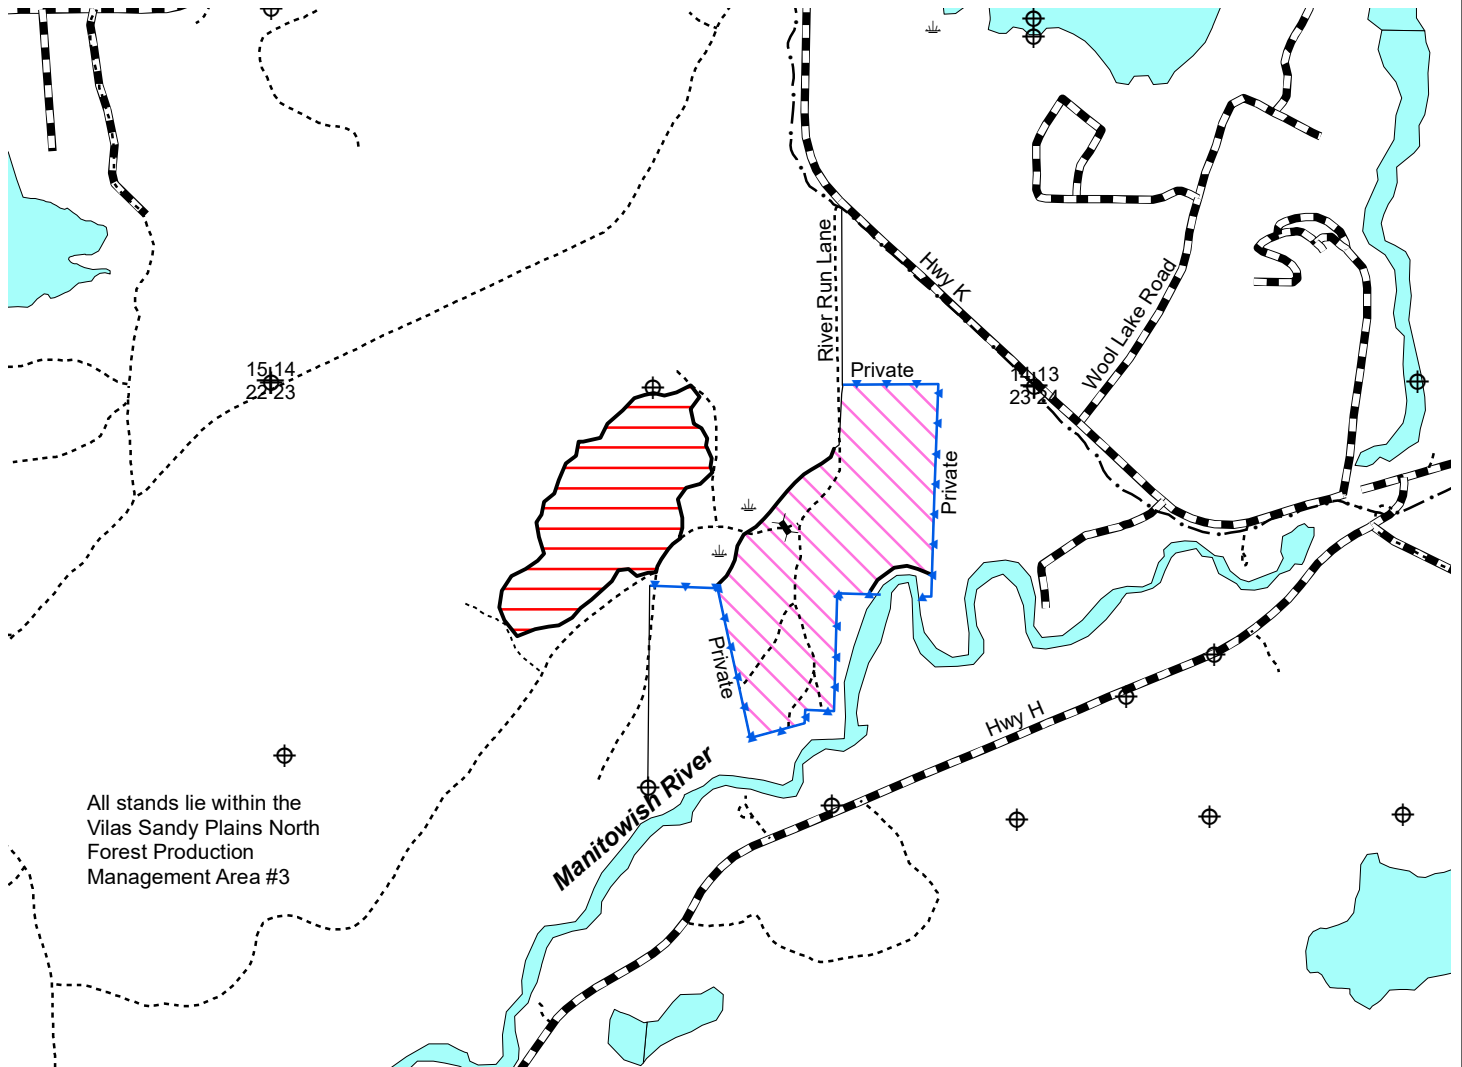 River Run Lane
Hwy K
Wool Lake Road
15 14
22 23
Private
14 13
23 24
Private
Private
Hwy H
Manitowish River
All stands lie within the
Vilas Sandy Plains North
Forest Production
Management Area #3